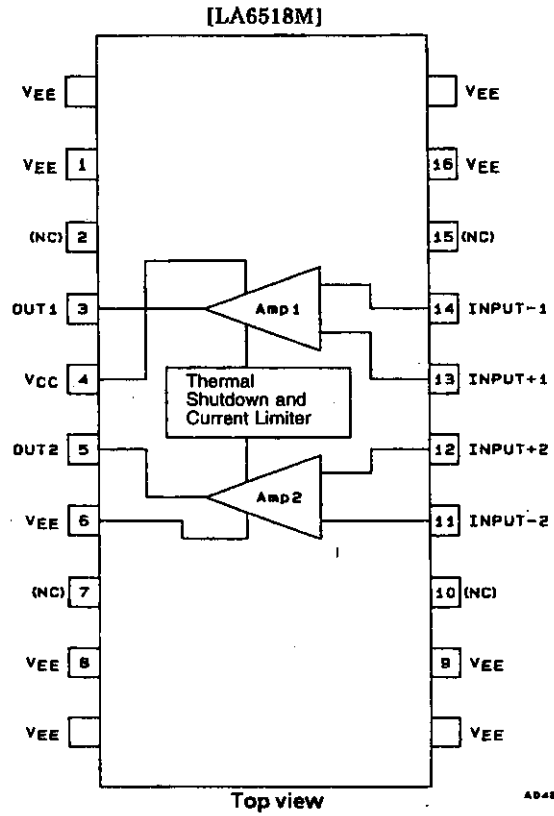 [LA6518M]
VEE VEE
VEE 1 16 VEE
(NC) 2 15 (NC)
OUT1 3 Amp1 14 INPUT-1
VCC 4 13 INPUT+1
Thermal
Shutdown and
Current Limiter
OUT2 5 12 INPUT+2
VEE 6 Amp2 11 INPUT-2
(NC) 7 10 (NC)
VEE 8 9 VEE
VEE VEE
Top view